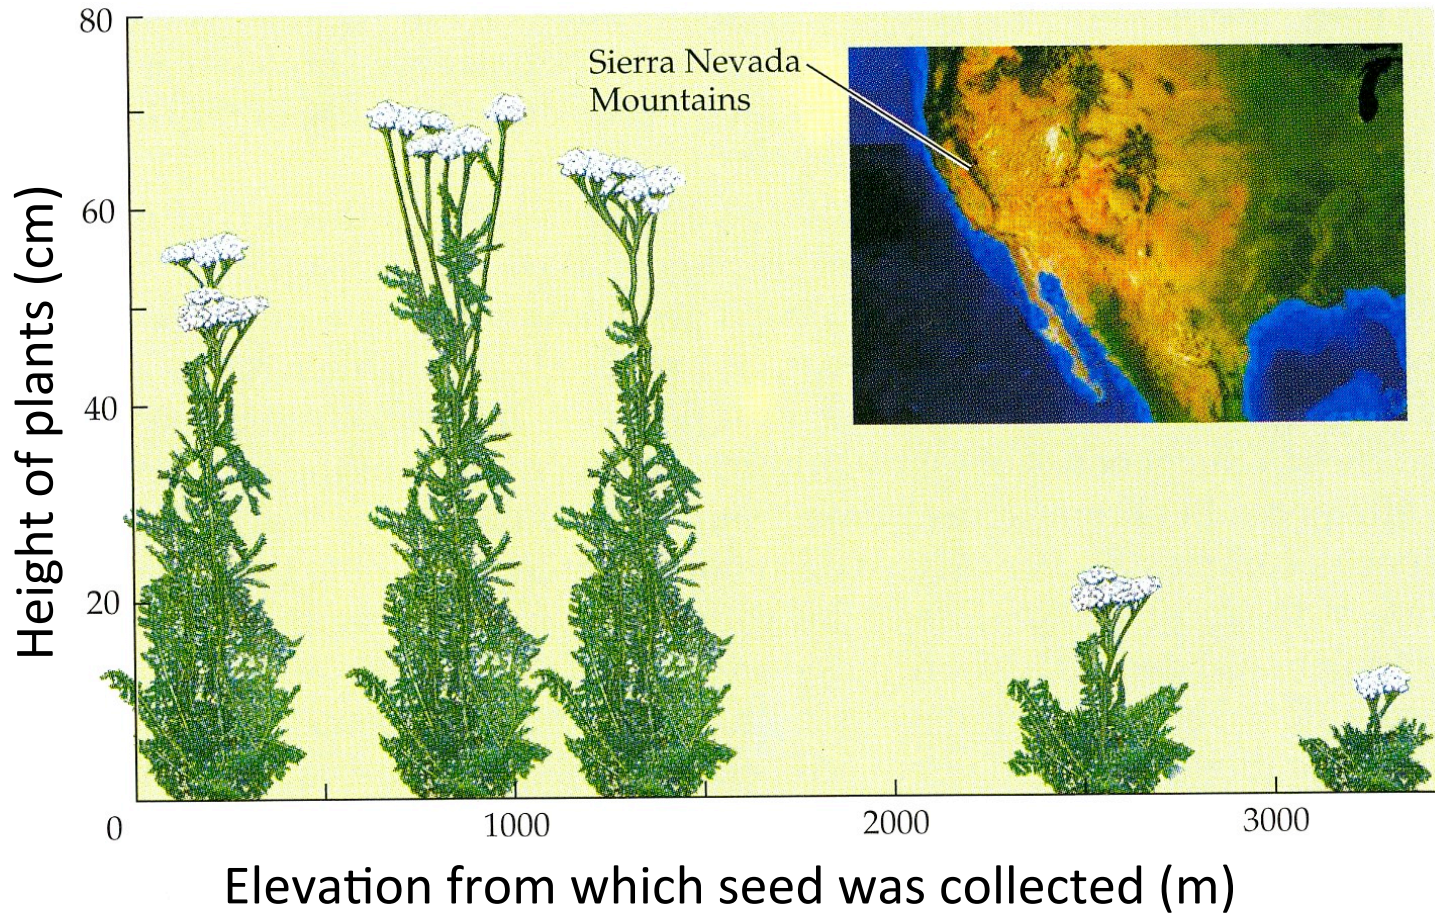 80
60
40
20
Height of plants (cm)
Sierra Nevada
Mountains
0
1000
2000
3000
Elevation from which seed was collected (m)